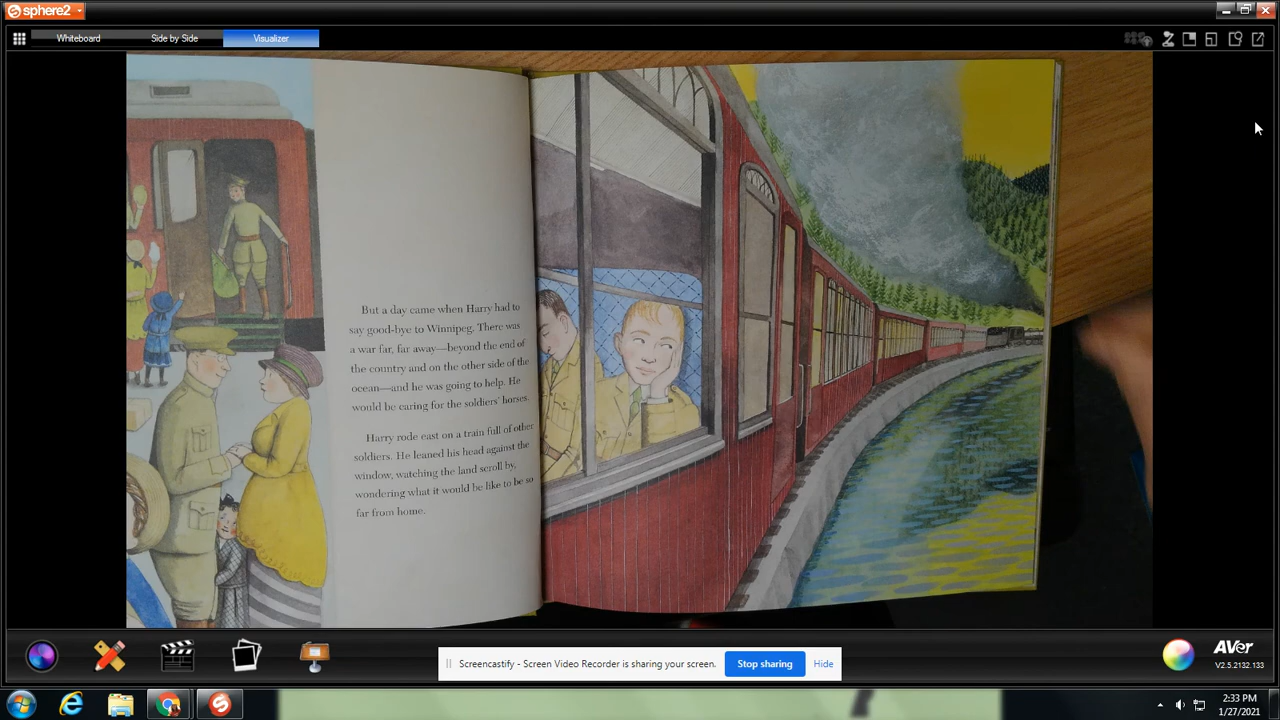 sphere2
Whiteboard
Side by Side
Visualizer
But a day came when Harry had to
say good-bye to Winnipeg. There was
a war far, far away—beyond the end of
the country and on the other side of the
ocean—and he was going to help. He
would be caring for the soldiers' horses.
Harry rode east on a train full of other
soldiers. He leaned his head against the
window, watching the land scroll by,
wondering what it would be like to be so
far from home.
Screencastify - Screen Video Recorder is sharing your screen.
Stop sharing
Hide
AVer
V2.5.2132.133
2:33 PM
1/27/2021